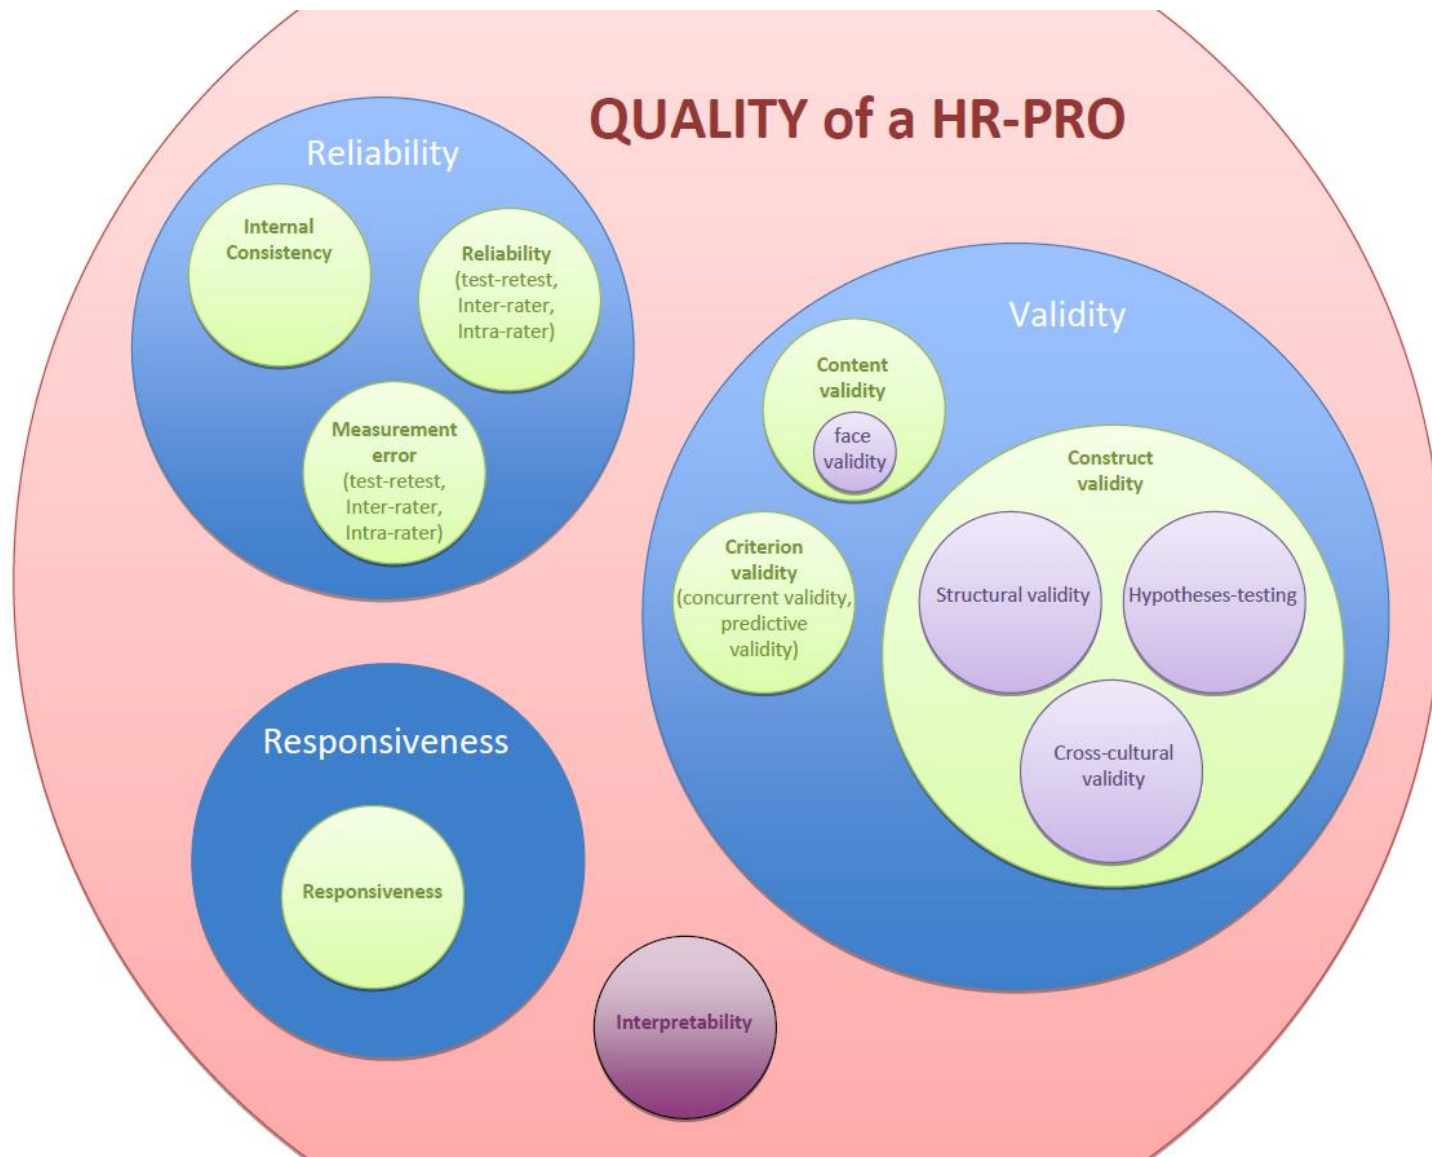 QUALITY of a HR-PRO
Reliability
Internal
Consistency
Reliability
(test-retest,
Inter-rater,
Intra-rater)
Measurement
error
(test-retest,
Inter-rater,
Intra-rater)
Validity
Content
validity
face
validity
Construct
validity
Criterion
validity
(concurrent validity,
predictive
validity)
Structural validity
Hypotheses-testing
Cross-cultural
validity
Responsiveness
Responsiveness
Interpretability